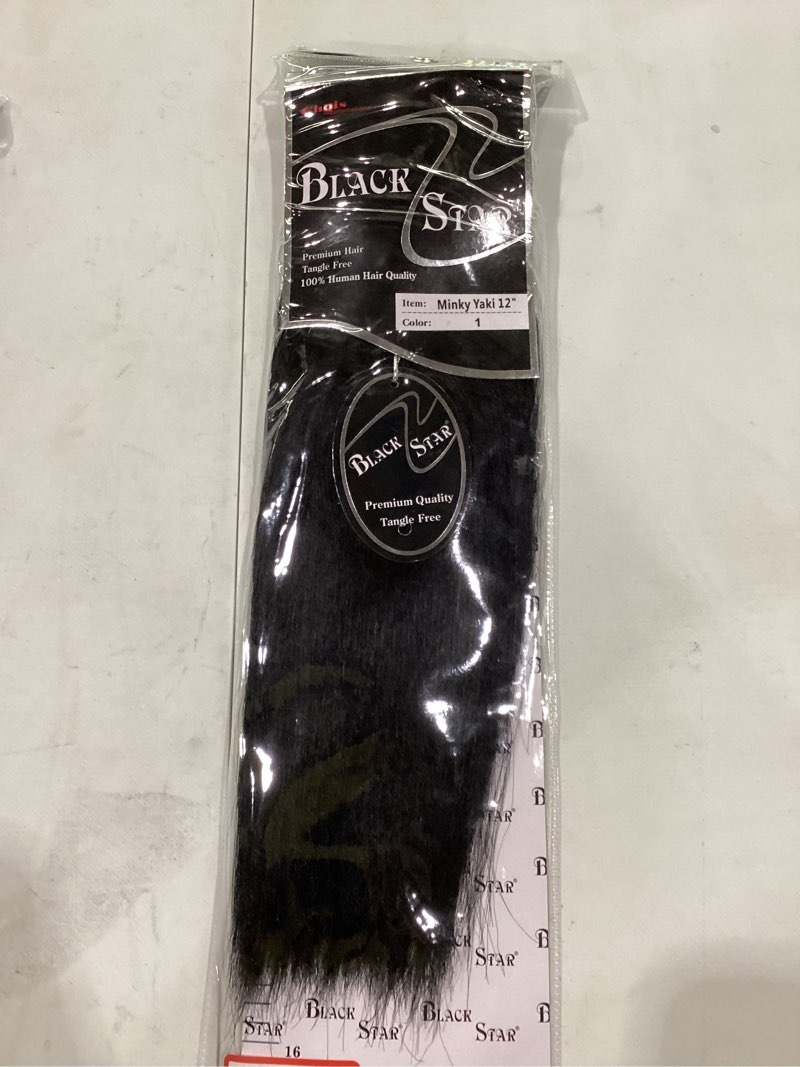 Chois
BLACK
STAR
Premium Hair
Tangle Free
100% Human Hair Quality
Item: Minky Yaki 12"
Color: 1
BLACK STAR®
Premium Quality
Tangle Free
B
B
B
STAR®
B
STAR®
B
STAR®
BLACK BLACK B
STAR® STAR® STAR®
16